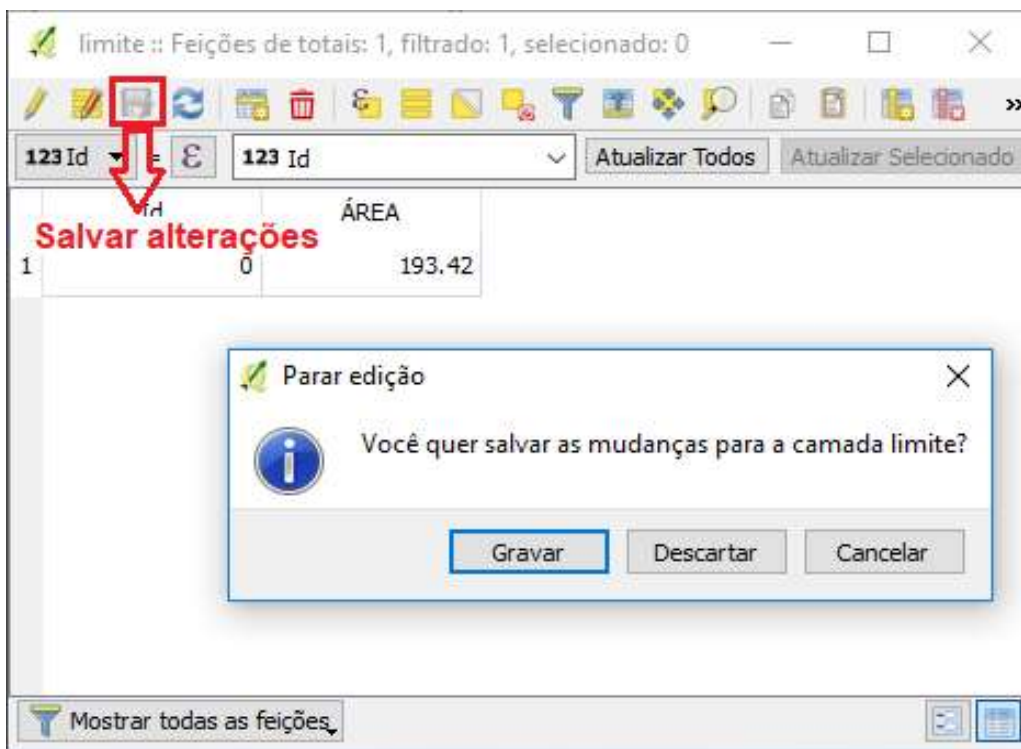 limite :: Feições de totais: 1, filtrado: 1, selecionado: 0
123 Id = ε 123 Id Atualizar Todos Atualizar Selecionado
Id ÁREA
Salvar alterações
1 0 193.42
Parar edição
Você quer salvar as mudanças para a camada limite?
Gravar Descartar Cancelar
Mostrar todas as feições